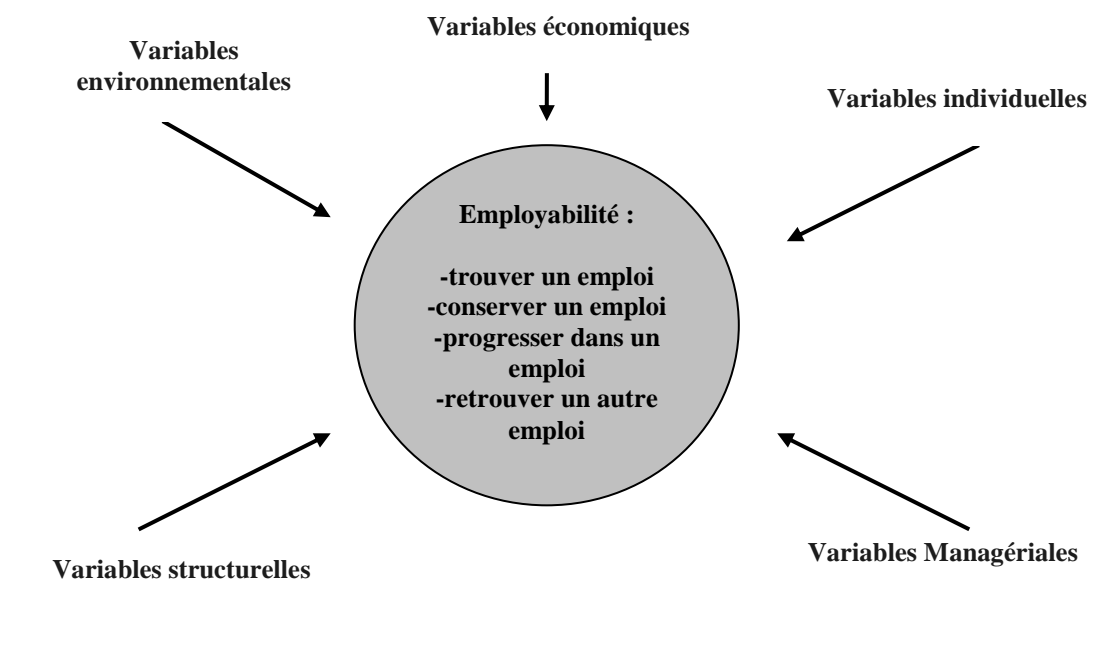 Variables économiques
Variables
environnementales
Variables individuelles
Employabilité :
-trouver un emploi
-conserver un emploi
-progresser dans un
emploi
-retrouver un autre
emploi
Variables structurelles
Variables Managériales